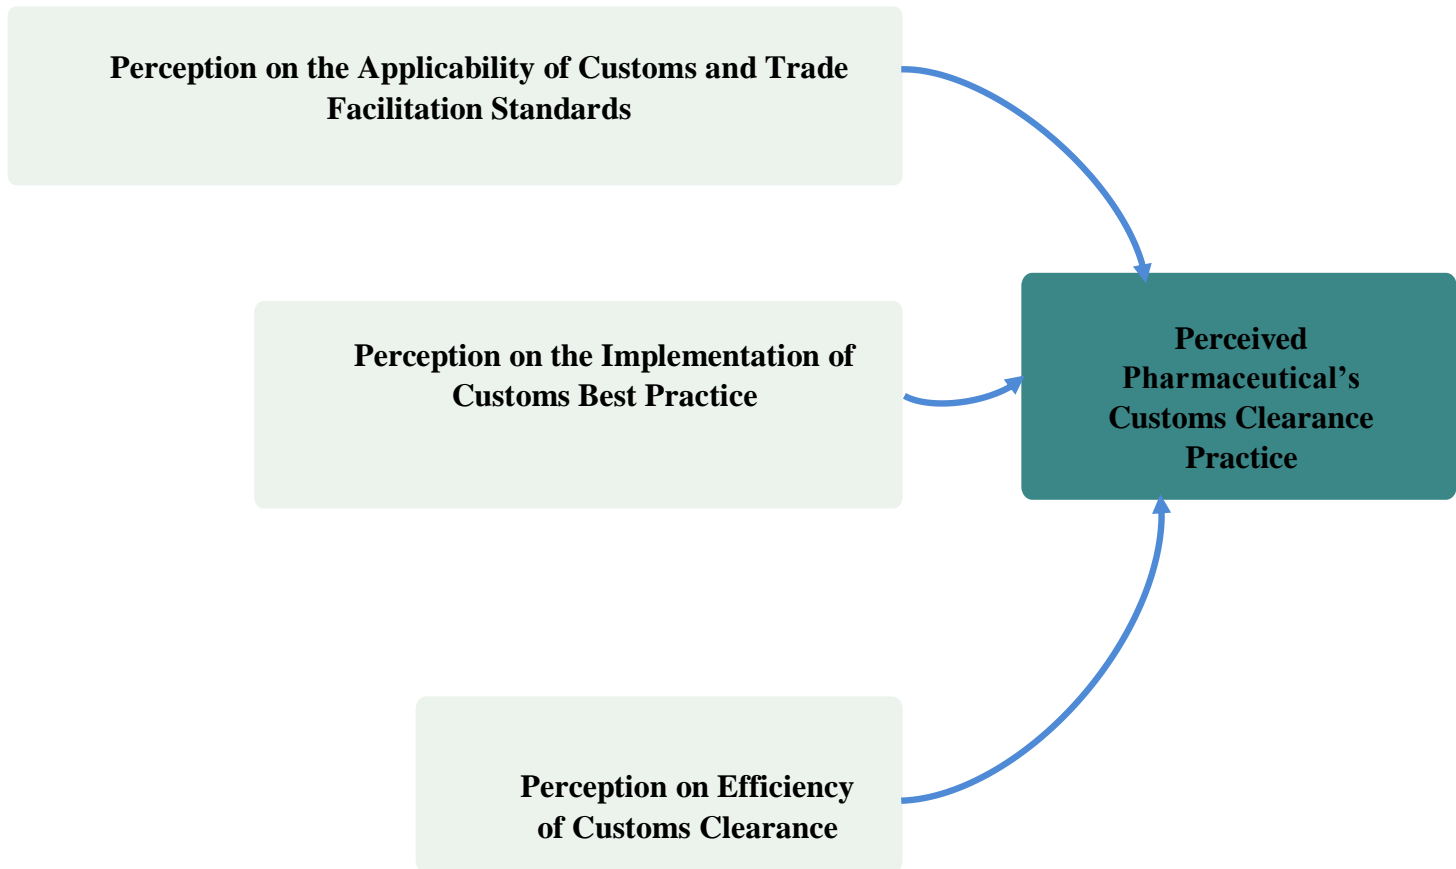 Perception on the Applicability of Customs and Trade
Facilitation Standards
Perception on the Implementation of
Customs Best Practice
Perceived
Pharmaceutical’s
Customs Clearance
Practice
Perception on Efficiency
of Customs Clearance